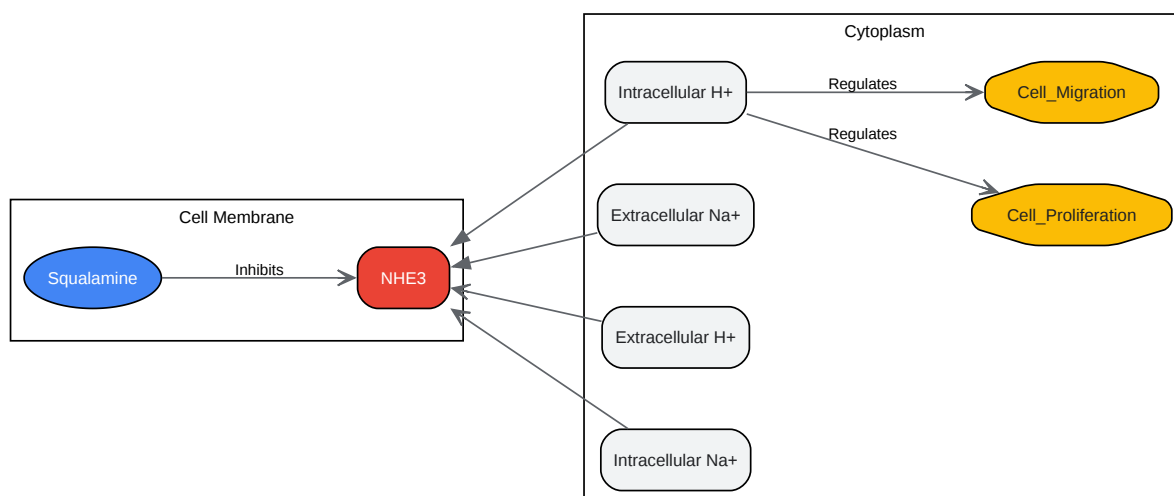 Cytoplasm
Intracellular H+
Regulates
Cell_Migration
Regulates
Extracellular Na+
Cell_Proliferation
Cell Membrane
Squalamine
Inhibits
NHE3
Extracellular H+
Intracellular Na+